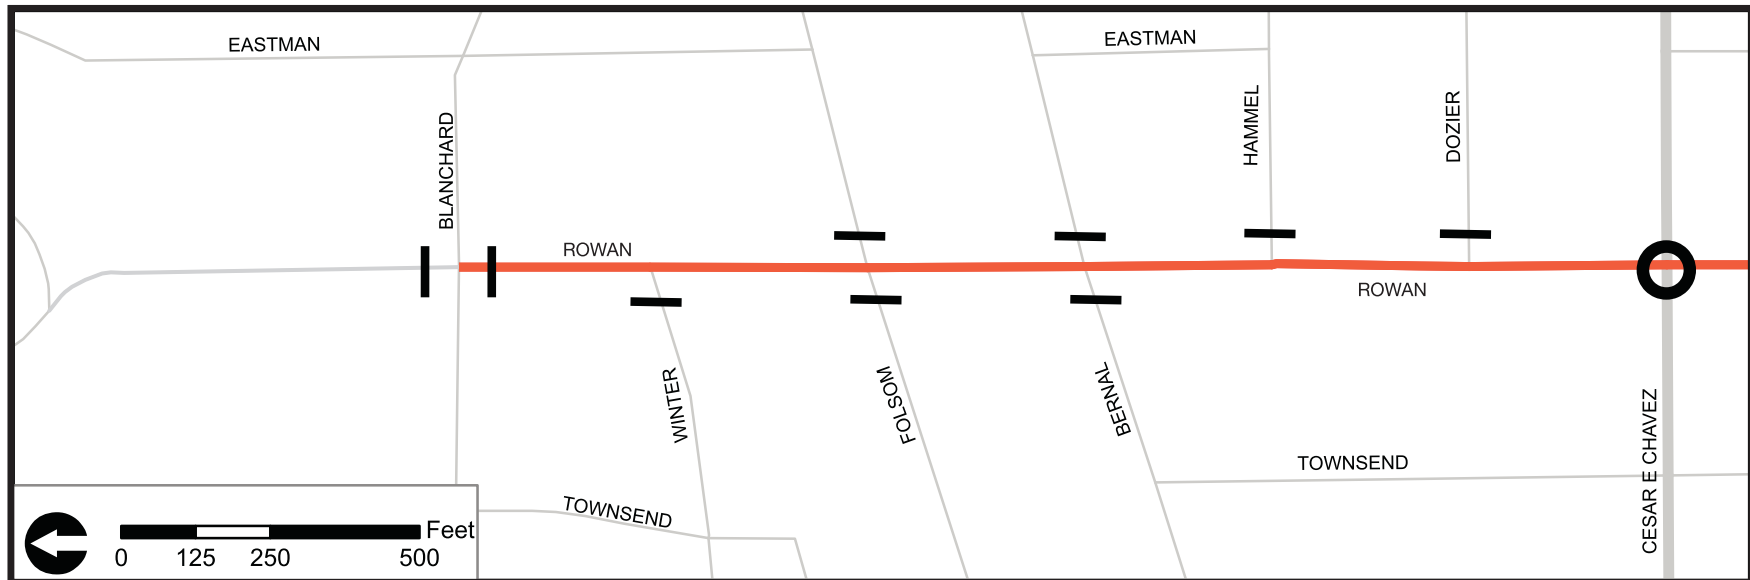 EASTMAN
EASTMAN
BLANCHARD
HAMMEL
DOZIER
ROWAN
ROWAN
WINTER
FOLSOM
BERNAL
CESAR E CHAVEZ
TOWNSEND
TOWNSEND
Feet
0 125 250 500